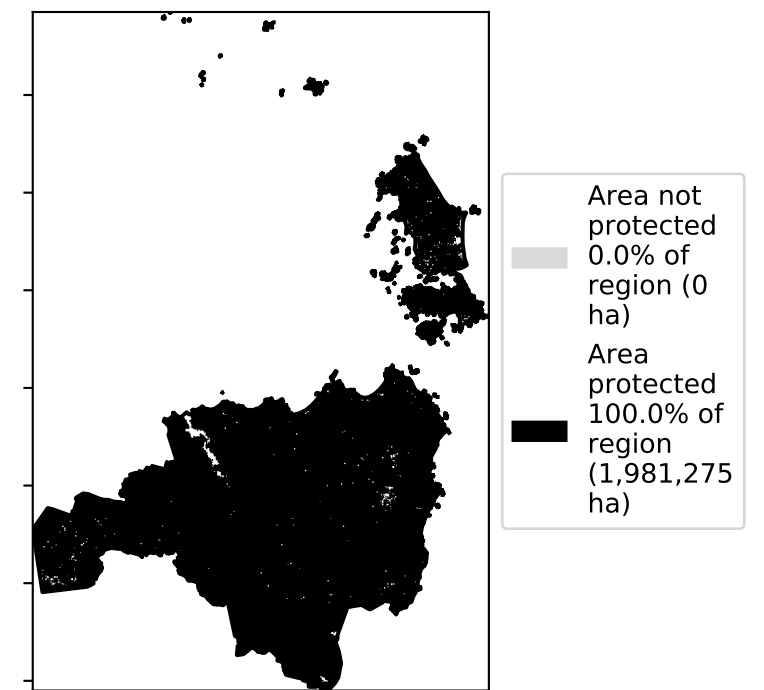 Area not
protected
0.0% of
region (0
ha)
Area
protected
100.0% of
region
(1,981,275
ha)